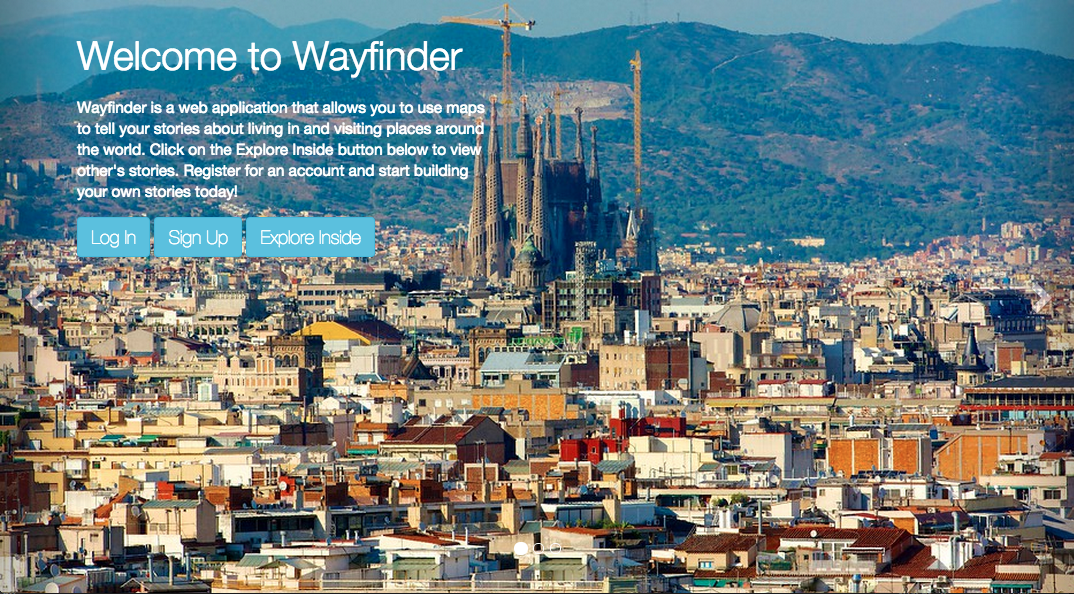 Welcome to Wayfinder
Wayfinder is a web application that allows you to use maps
to tell your stories about living in and visiting places around
the world. Click on the Explore Inside button below to view
other's stories. Register for an account and start building
your own stories today!
Log In Sign Up Explore Inside